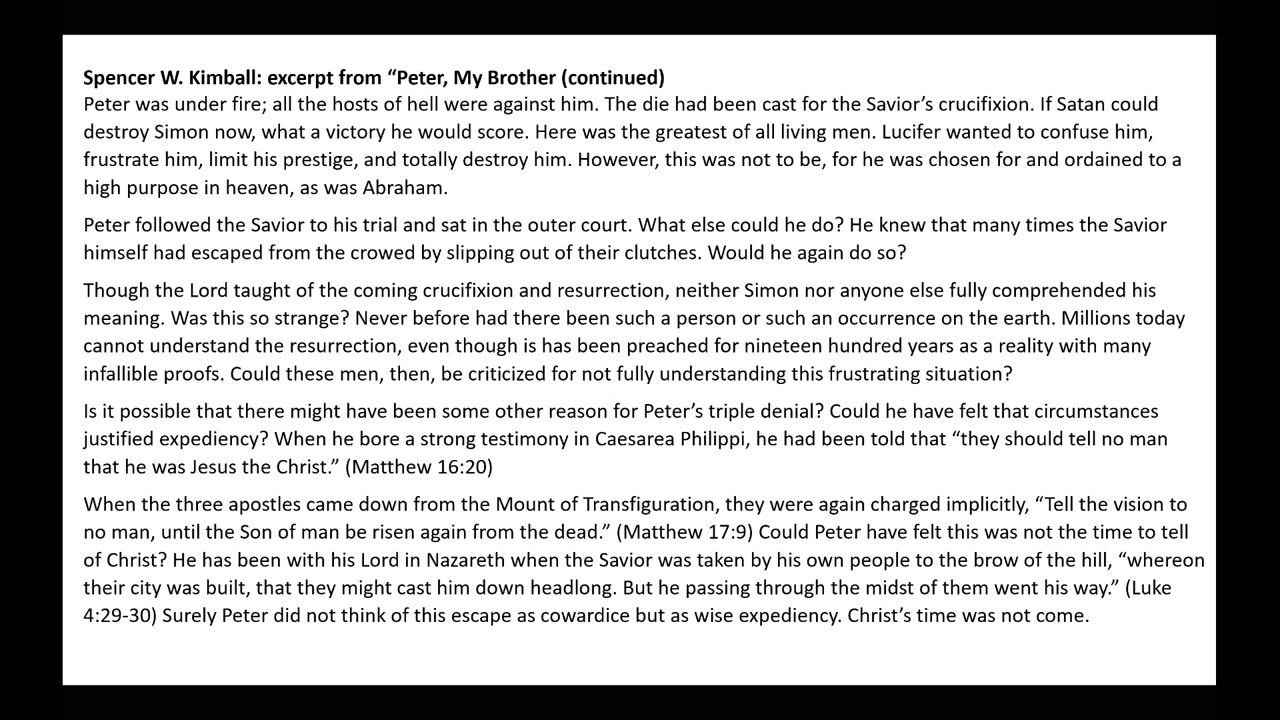 Spencer W. Kimball: excerpt from “Peter, My Brother (continued)
Peter was under fire; all the hosts of hell were against him. The die had been cast for the Savior’s crucifixion. If Satan could
destroy Simon now, what a victory he would score. Here was the greatest of all living men. Lucifer wanted to confuse him,
frustrate him, limit his prestige, and totally destroy him. However, this was not to be, for he was chosen for and ordained to a
high purpose in heaven, as was Abraham.
Peter followed the Savior to his trial and sat in the outer court. What else could he do? He knew that many times the Savior
himself had escaped from the crowed by slipping out of their clutches. Would he again do so?
Though the Lord taught of the coming crucifixion and resurrection, neither Simon nor anyone else fully comprehended his
meaning. Was this so strange? Never before had there been such a person or such an occurrence on the earth. Millions today
cannot understand the resurrection, even though is has been preached for nineteen hundred years as a reality with many
infallible proofs. Could these men, then, be criticized for not fully understanding this frustrating situation?
Is it possible that there might have been some other reason for Peter’s triple denial? Could he have felt that circumstances
justified expediency? When he bore a strong testimony in Caesarea Philippi, he had been told that “they should tell no man
that he was Jesus the Christ.” (Matthew 16:20)
When the three apostles came down from the Mount of Transfiguration, they were again charged implicitly, “Tell the vision to
no man, until the Son of man be risen again from the dead.” (Matthew 17:9) Could Peter have felt this was not the time to tell
of Christ? He has been with his Lord in Nazareth when the Savior was taken by his own people to the brow of the hill, “whereon
their city was built, that they might cast him down headlong. But he passing through the midst of them went his way.” (Luke
4:29-30) Surely Peter did not think of this escape as cowardice but as wise expediency. Christ’s time was not come.